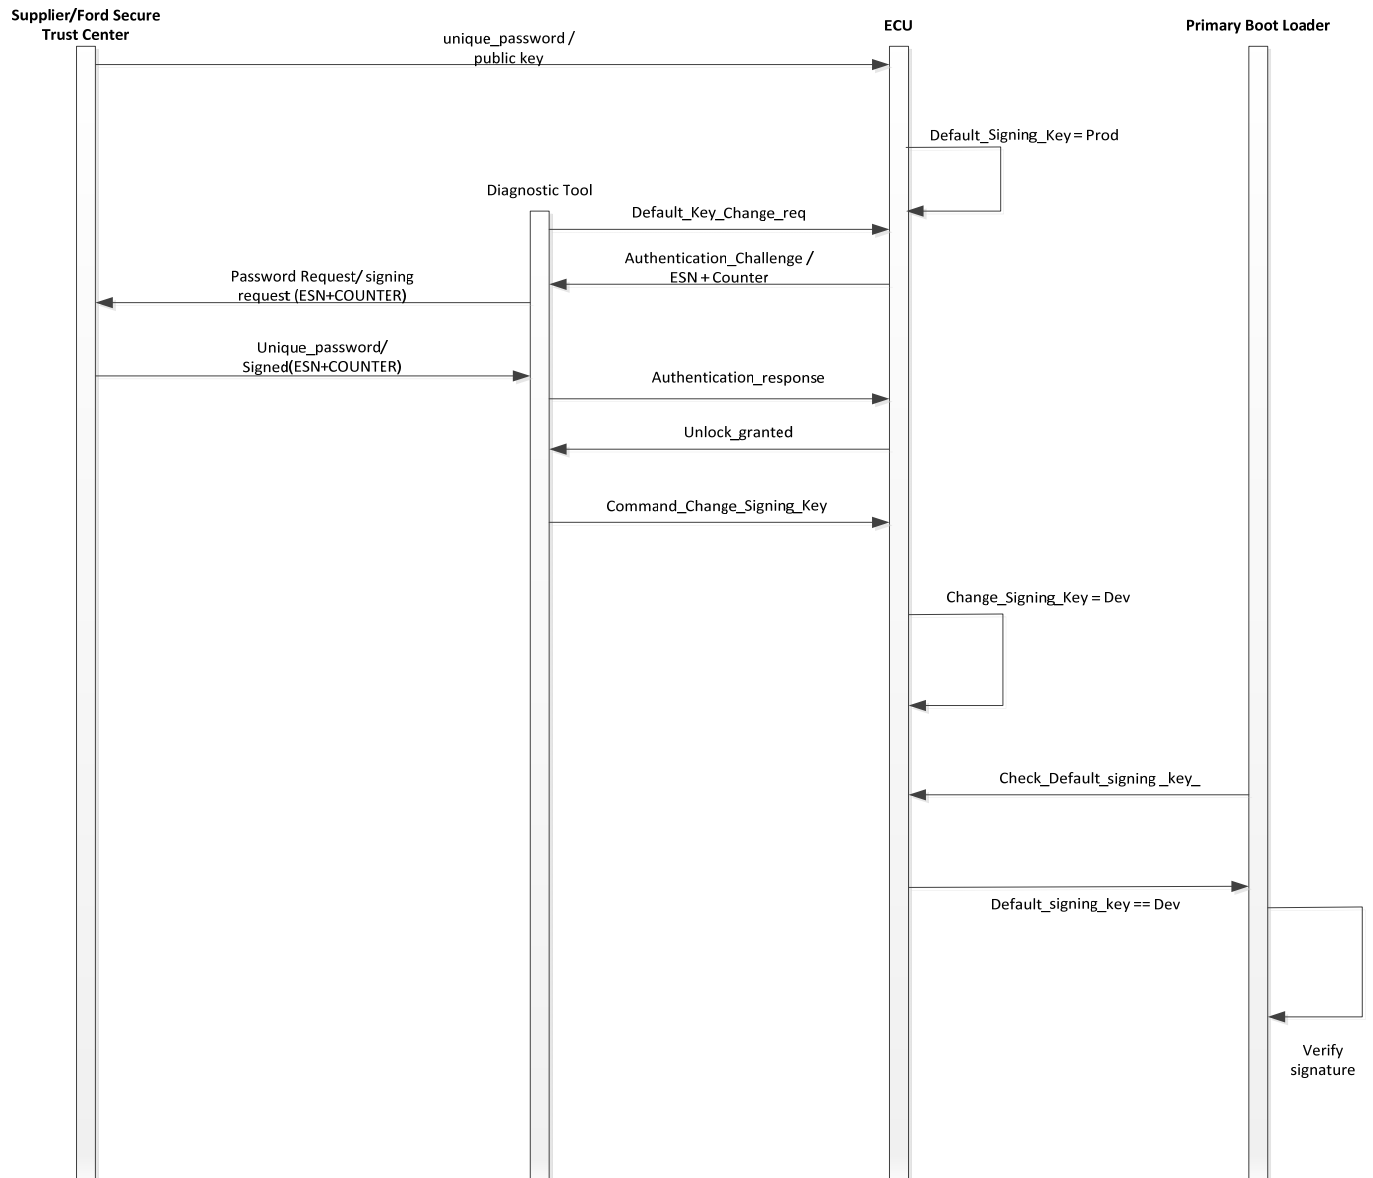 Supplier/Ford Secure
Trust Center
ECU
Primary Boot Loader
unique_password /
public key
Default_Signing_Key = Prod
Diagnostic Tool
Default_Key_Change_req
Authentication_Challenge /
ESN + Counter
Password Request/ signing
request (ESN+COUNTER)
Unique_password/
Signed(ESN+COUNTER)
Authentication_response
Unlock_granted
Command_Change_Signing_Key
Change_Signing_Key = Dev
Check_Default_signing _key_
Default_signing_key == Dev
Verify
signature